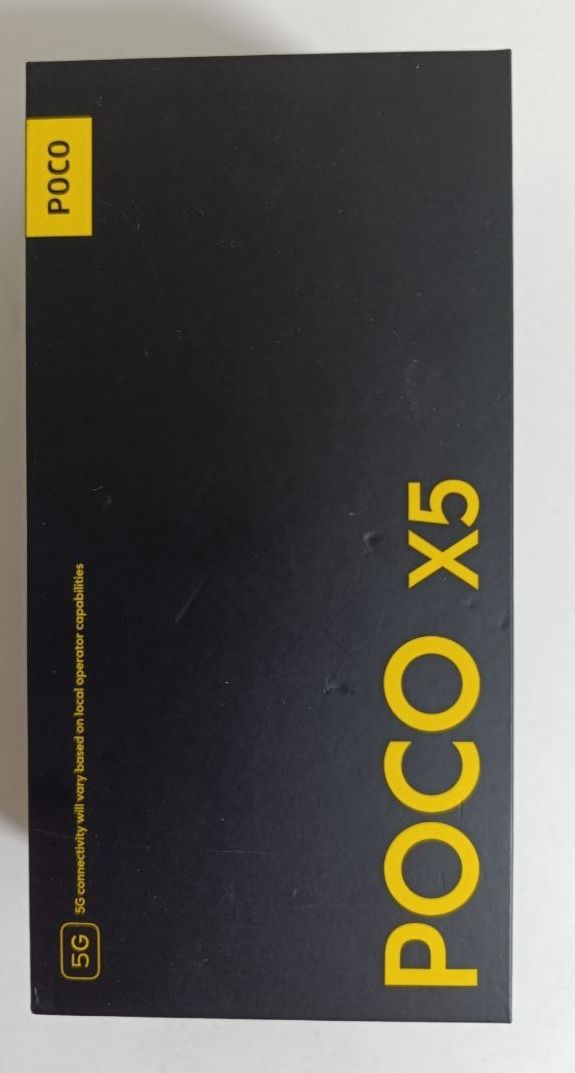 5G 5G connectivity will vary based on local operator capabilities
POCO
POCO X5